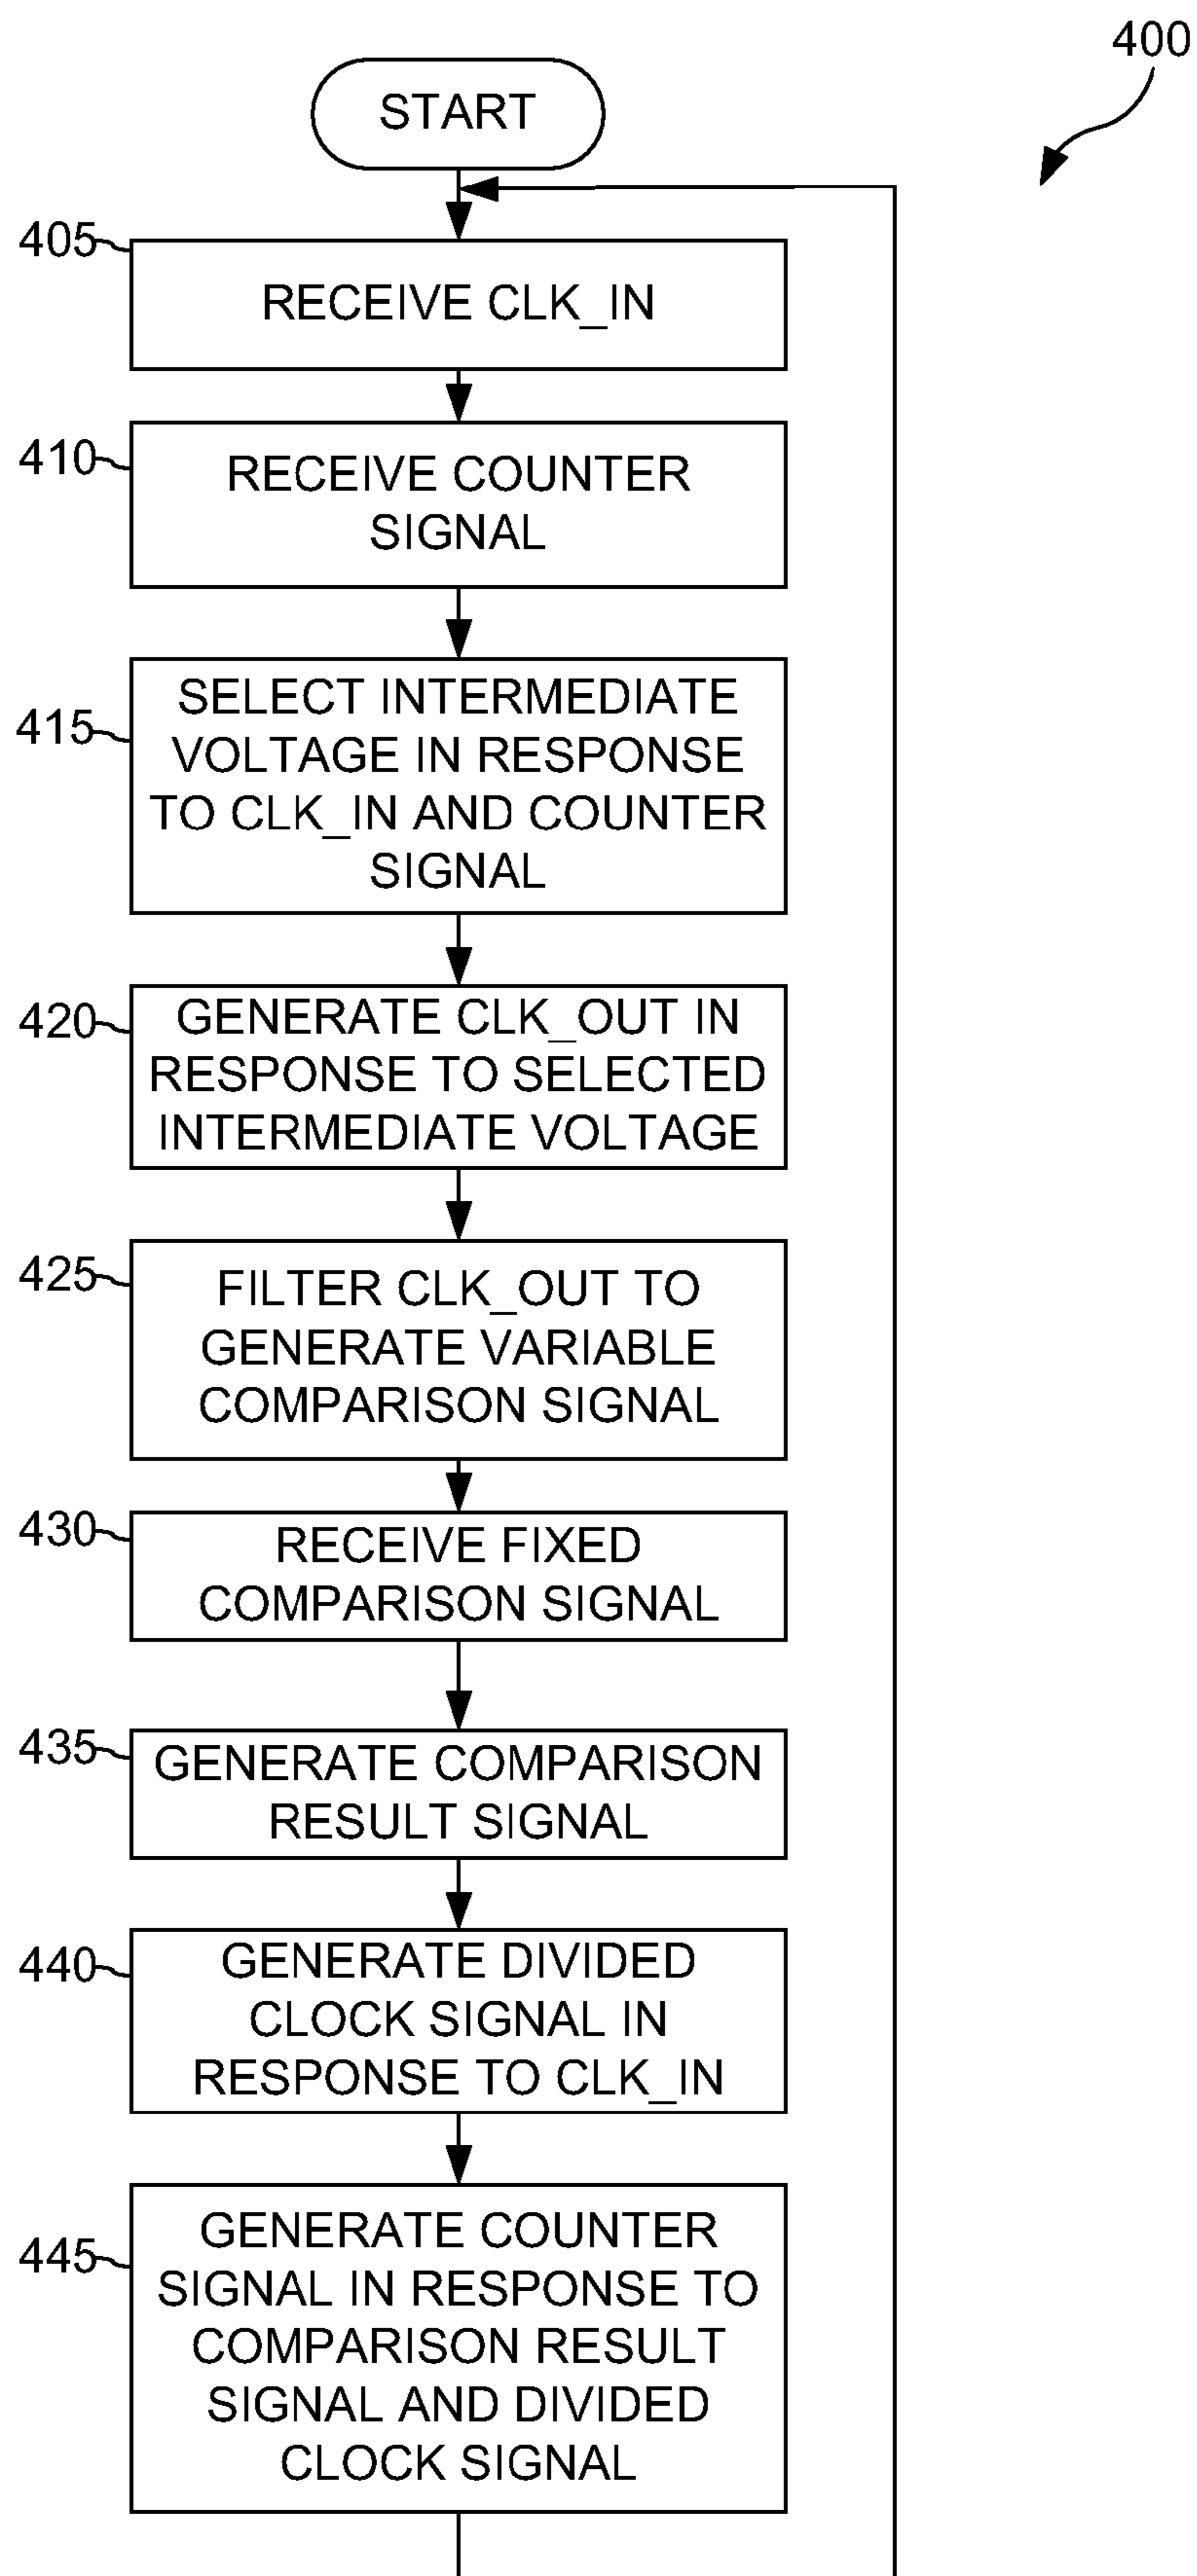 400
START
405
RECEIVE CLK_IN
410
RECEIVE COUNTER
SIGNAL
415
SELECT INTERMEDIATE
VOLTAGE IN RESPONSE
TO CLK_IN AND COUNTER
SIGNAL
420
GENERATE CLK_OUT IN
RESPONSE TO SELECTED
INTERMEDIATE VOLTAGE
425
FILTER CLK_OUT TO
GENERATE VARIABLE
COMPARISON SIGNAL
430
RECEIVE FIXED
COMPARISON SIGNAL
435
GENERATE COMPARISON
RESULT SIGNAL
440
GENERATE DIVIDED
CLOCK SIGNAL IN
RESPONSE TO CLK_IN
445
GENERATE COUNTER
SIGNAL IN RESPONSE TO
COMPARISON RESULT
SIGNAL AND DIVIDED
CLOCK SIGNAL